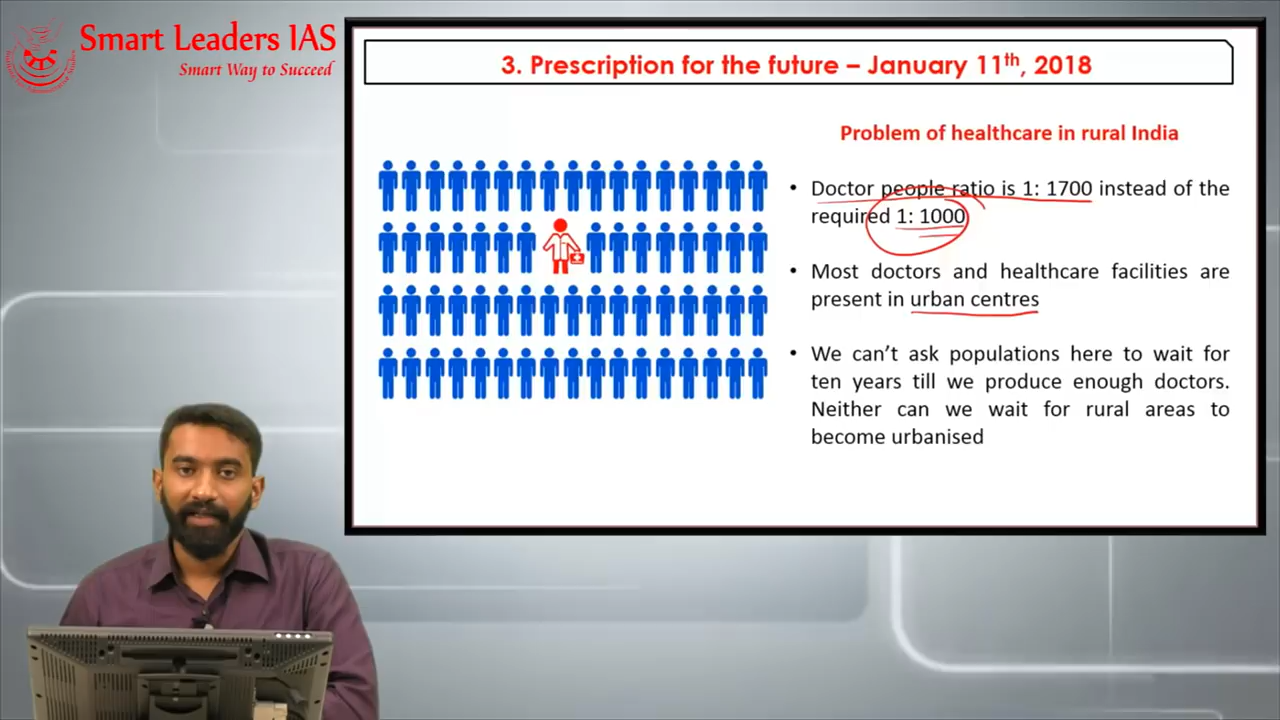 Smart Leaders IAS
Smart Way to Succeed
3. Prescription for the future – January 11th, 2018
Problem of healthcare in rural India
• Doctor people ratio is 1: 1700 instead of the
required 1: 1000
• Most doctors and healthcare facilities are
present in urban centres
• We can't ask populations here to wait for
ten years till we produce enough doctors.
Neither can we wait for rural areas to
become urbanised